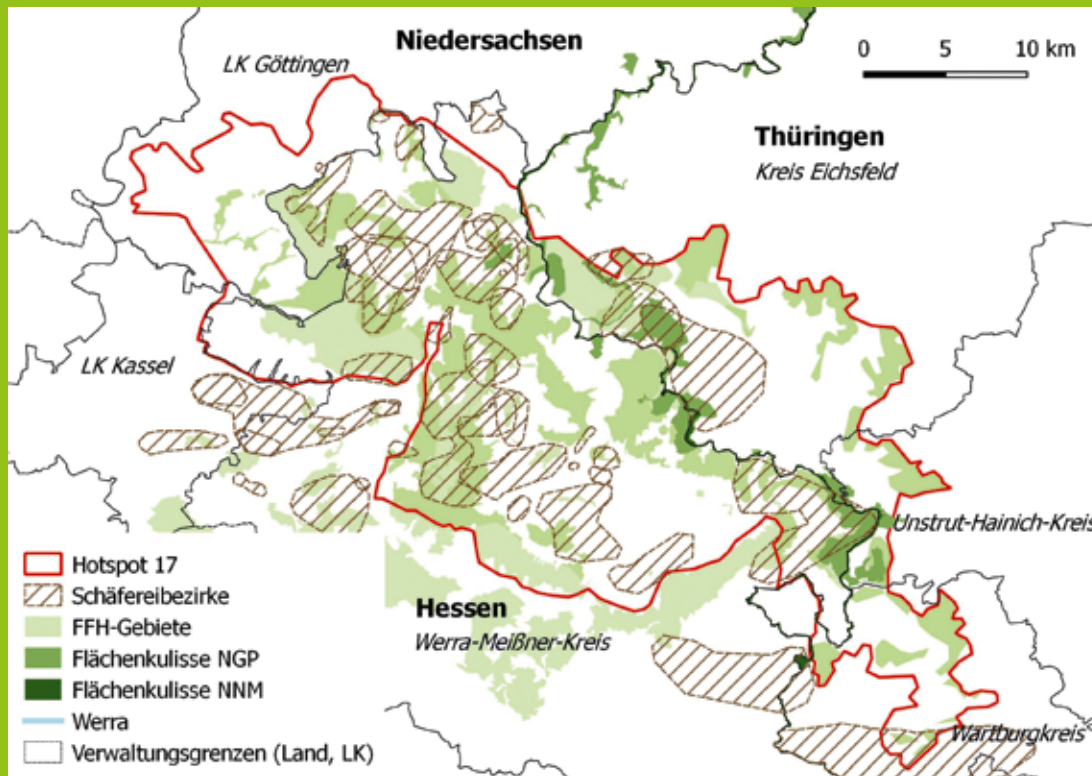 Niedersachsen
LK Göttingen
0 5 10 km
Thüringen
Kreis Eichsfeld
LK Kassel
Unstrut-Hainich-Kreis
Hessen
Werra-Meißner-Kreis
Wartburgkreis
Hotspot 17
Schäfereibezirke
FFH-Gebiete
Flächenkulisse NGP
Flächenkulisse NNM
Werra
Verwaltungsgrenzen (Land, LK)